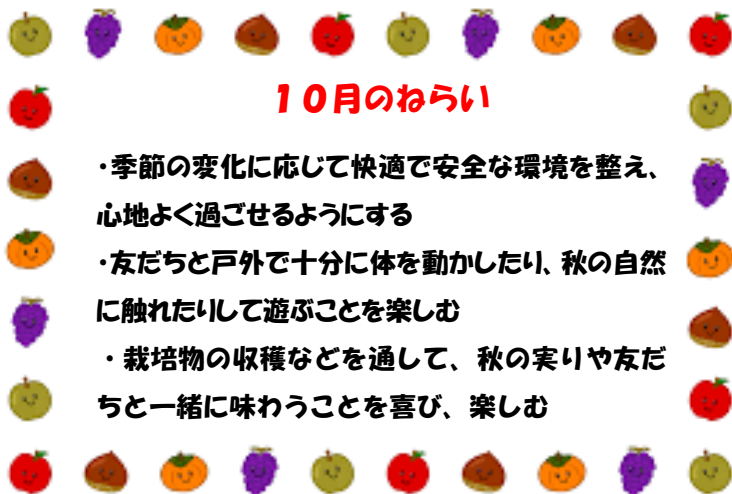 １０月のねらい
・季節の変化に応じて快適で安全な環境を整え、
心地よく過ごせるようにする
・友だちと戸外で十分に体を動かしたり、秋の自然
に触れたりして遊ぶことを楽しむ
・栽培物の収穫などを通して、秋の実りや友だ
ちと一緒に味わうことを喜び、楽しむ